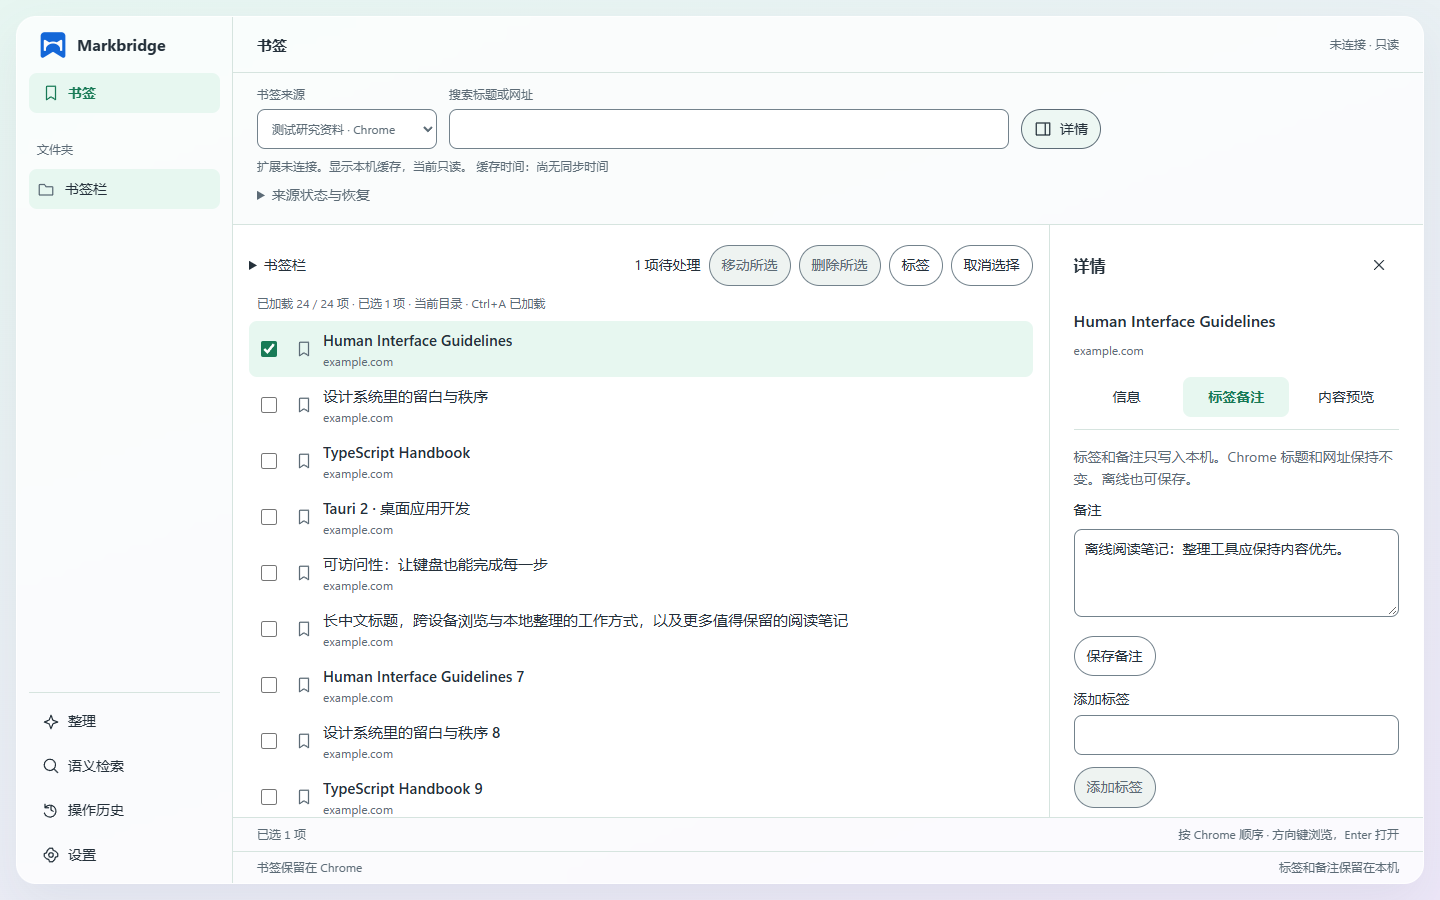 Markbridge
书签
文件夹
书签栏
整理
语义检索
操作历史
设置
书签
未连接 · 只读
书签来源
搜索标题或网址
测试研究资料 · Chrome
详情
扩展未连接。显示本机缓存，当前只读。 缓存时间：尚无同步时间
来源状态与恢复
书签栏
1 项待处理
移动所选
删除所选
标签
取消选择
已加载 24 / 24 项 · 已选 1 项 · 当前目录 · Ctrl+A 已加载
Human Interface Guidelines
example.com
设计系统里的留白与秩序
example.com
TypeScript Handbook
example.com
Tauri 2 · 桌面应用开发
example.com
可访问性：让键盘也能完成每一步
example.com
长中文标题，跨设备浏览与本地整理的工作方式，以及更多值得保留的阅读笔记
example.com
Human Interface Guidelines 7
example.com
设计系统里的留白与秩序 8
example.com
TypeScript Handbook 9
example.com
详情
Human Interface Guidelines
example.com
信息
标签备注
内容预览
标签和备注只写入本机。Chrome 标题和网址保持不
变。离线也可保存。
备注
离线阅读笔记：整理工具应保持内容优先。
保存备注
添加标签
添加标签
已选 1 项
按 Chrome 顺序 · 方向键浏览，Enter 打开
书签保留在 Chrome
标签和备注保留在本机